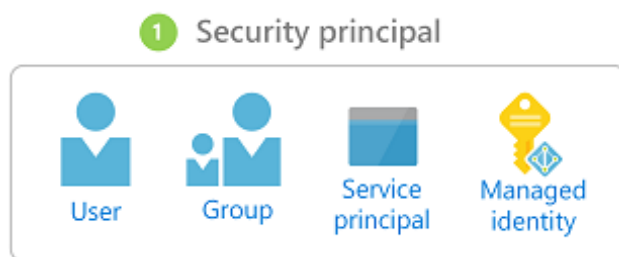 1 Security principal
User
Group
Service
principal
Managed
identity